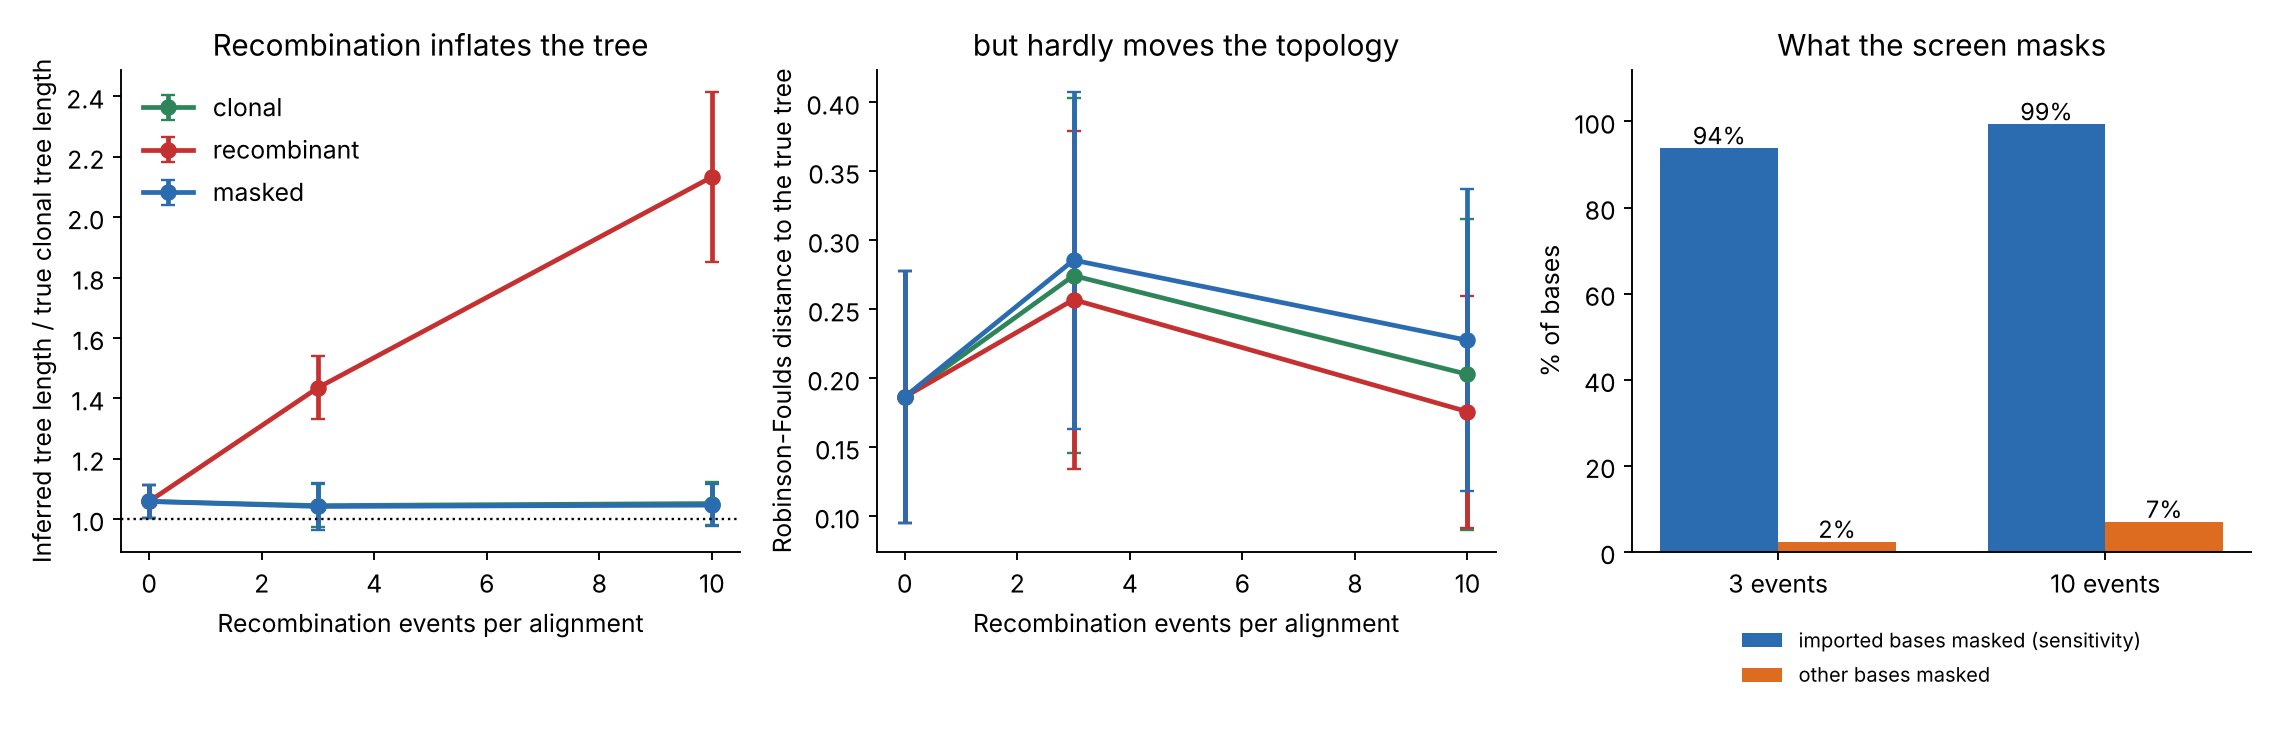 Recombination inflates the tree
Inferred tree length / true clonal tree length
2.4
2.2
2.0
1.8
1.6
1.4
1.2
1.0
clonal
recombinant
masked
0 2 4 6 8 10
Recombination events per alignment
but hardly moves the topology
Robinson-Foulds distance to the true tree
0.40
0.35
0.30
0.25
0.20
0.15
0.10
0 2 4 6 8 10
Recombination events per alignment
What the screen masks
% of bases
100
80
60
40
20
0
94%
2%
99%
7%
3 events 10 events
imported bases masked (sensitivity)
other bases masked